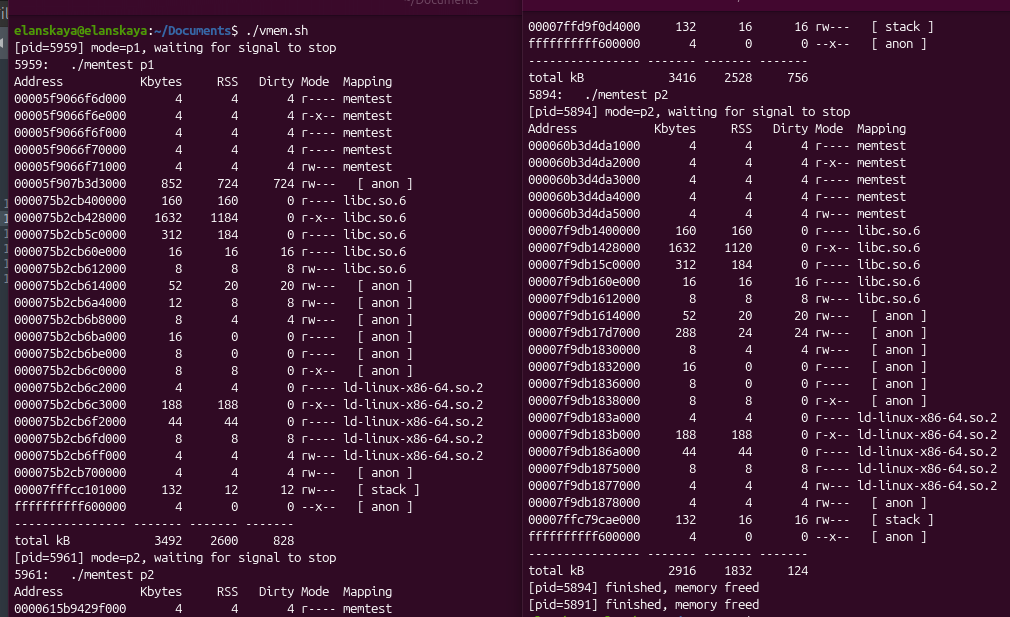 elanskaya@elanskaya:~/Documents$ ./vmem.sh
[pid=5959] mode=p1, waiting for signal to stop
5959:   ./memtest p1
Address           Kbytes     RSS   Dirty Mode  Mapping
00005f9066f6d000       4       4       4 r---- memtest
00005f9066f6e000       4       4       4 r-x-- memtest
00005f9066f6f000       4       4       4 r---- memtest
00005f9066f70000       4       4       4 r---- memtest
00005f9066f71000       4       4       4 rw--- memtest
00005f907b3d3000     852     724     724 rw---   [ anon ]
000075b2cb400000     160     160       0 r---- libc.so.6
000075b2cb428000    1632    1184       0 r-x-- libc.so.6
000075b2cb5c0000     312     184       0 r---- libc.so.6
000075b2cb60e000      16      16      16 r---- libc.so.6
000075b2cb612000       8       8       8 rw--- libc.so.6
000075b2cb614000      52      20      20 rw---   [ anon ]
000075b2cb6a4000      12       8       8 rw---   [ anon ]
000075b2cb6b8000       8       4       4 rw---   [ anon ]
000075b2cb6ba000      16       0       0 r----   [ anon ]
000075b2cb6be000       8       0       0 r----   [ anon ]
000075b2cb6c0000       8       8       0 r-x--   [ anon ]
000075b2cb6c2000       4       4       0 r---- ld-linux-x86-64.so.2
000075b2cb6c3000     188     188       0 r-x-- ld-linux-x86-64.so.2
000075b2cb6f2000      44      44       0 r---- ld-linux-x86-64.so.2
000075b2cb6fd000       8       8       8 r---- ld-linux-x86-64.so.2
000075b2cb6ff000       4       4       4 rw--- ld-linux-x86-64.so.2
000075b2cb700000       4       4       4 rw---   [ anon ]
00007fffcc101000     132      12      12 rw---   [ stack ]
ffffffffff600000       4       0       0 --x--   [ anon ]
---------------- ------- ------- -------
total kB            3492    2600     828
[pid=5961] mode=p2, waiting for signal to stop
5961:   ./memtest p2
Address           Kbytes     RSS   Dirty Mode  Mapping
0000615b9429f000       4       4       4 r---- memtest
00007ffd9f0d4000     132      16      16 rw---   [ stack ]
ffffffffff600000       4       0       0 --x--   [ anon ]
---------------- ------- ------- -------
total kB            3416    2528     756
5894:   ./memtest p2
[pid=5894] mode=p2, waiting for signal to stop
Address           Kbytes     RSS   Dirty Mode  Mapping
000060b3d4da1000       4       4       4 r---- memtest
000060b3d4da2000       4       4       4 r-x-- memtest
000060b3d4da3000       4       4       4 r---- memtest
000060b3d4da4000       4       4       4 r---- memtest
000060b3d4da5000       4       4       4 rw--- memtest
00007f9db1400000     160     160       0 r---- libc.so.6
00007f9db1428000    1632    1120       0 r-x-- libc.so.6
00007f9db15c0000     312     184       0 r---- libc.so.6
00007f9db160e000      16      16      16 r---- libc.so.6
00007f9db1612000       8       8       8 rw--- libc.so.6
00007f9db1614000      52      20      20 rw---   [ anon ]
00007f9db17d7000     288      24      24 rw---   [ anon ]
00007f9db1830000       8       4       4 rw---   [ anon ]
00007f9db1832000      16       0       0 r----   [ anon ]
00007f9db1836000       8       0       0 r----   [ anon ]
00007f9db1838000       8       8       0 r-x--   [ anon ]
00007f9db183a000       4       4       0 r---- ld-linux-x86-64.so.2
00007f9db183b000     188     188       0 r-x-- ld-linux-x86-64.so.2
00007f9db186a000      44      44       0 r---- ld-linux-x86-64.so.2
00007f9db1875000       8       8       8 r---- ld-linux-x86-64.so.2
00007f9db1877000       4       4       4 rw--- ld-linux-x86-64.so.2
00007f9db1878000       4       4       4 rw---   [ anon ]
00007ffc79cae000     132      16      16 rw---   [ stack ]
ffffffffff600000       4       0       0 --x--   [ anon ]
---------------- ------- ------- -------
total kB            2916    1832     124
[pid=5894] finished, memory freed
[pid=5891] finished, memory freed